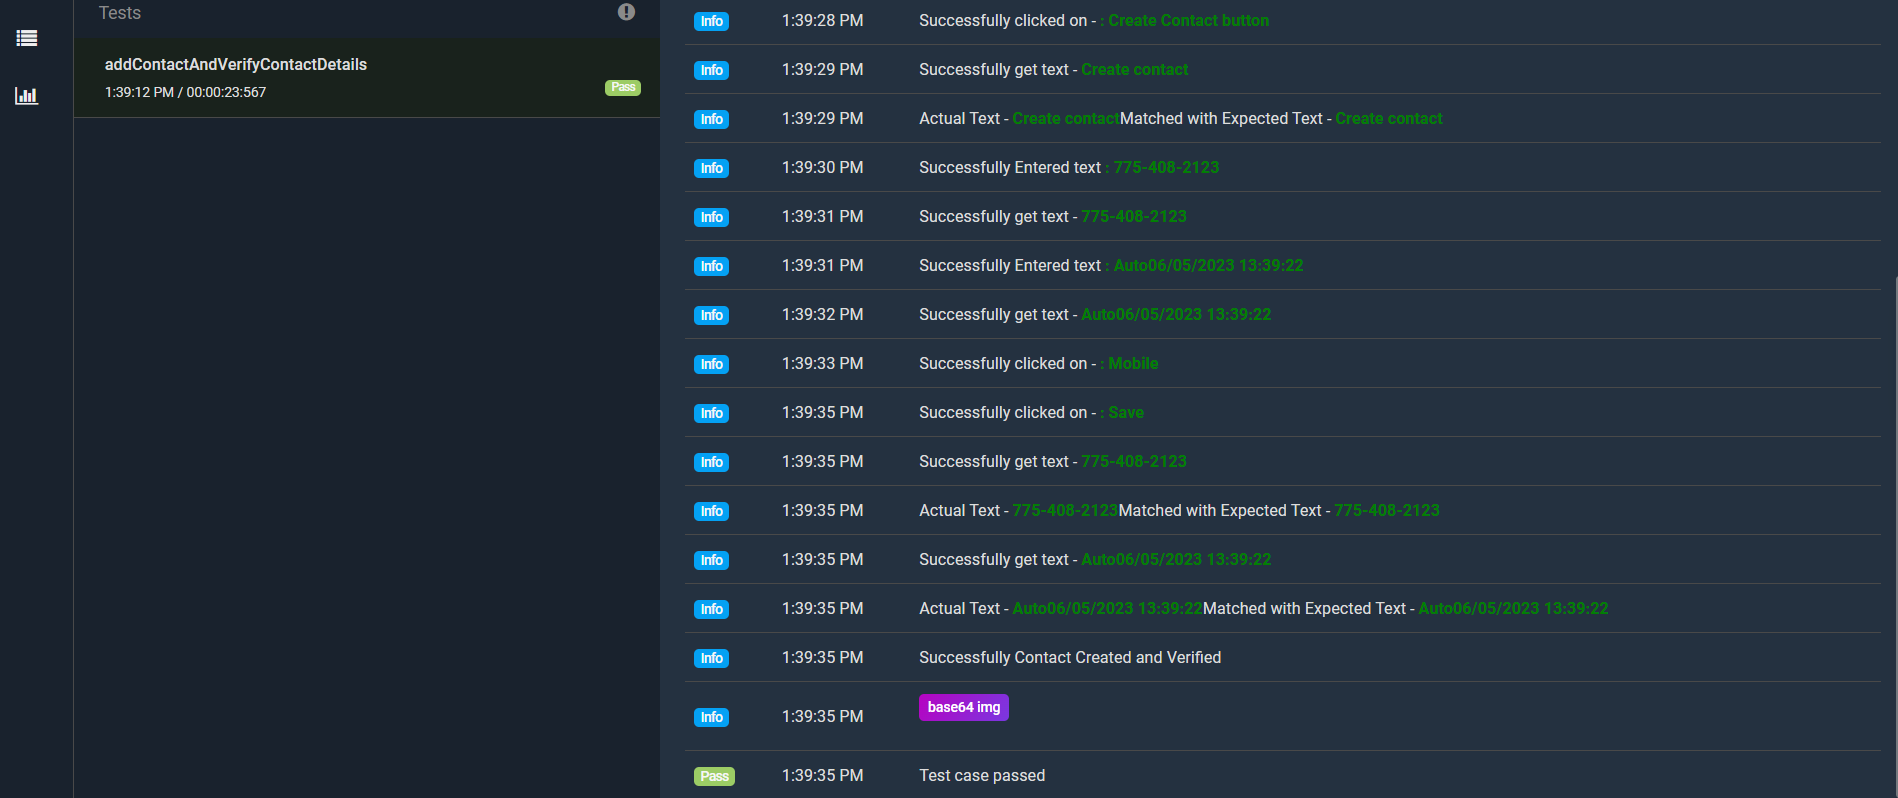 Tests
addContactAndVerifyContactDetails
1:39:12 PM / 00:00:23:567
Pass
Info 1:39:28 PM Successfully clicked on - : Create Contact button
Info 1:39:29 PM Successfully get text - Create contact
Info 1:39:29 PM Actual Text - Create contactMatched with Expected Text - Create contact
Info 1:39:30 PM Successfully Entered text : 775-408-2123
Info 1:39:31 PM Successfully get text - 775-408-2123
Info 1:39:31 PM Successfully Entered text : Auto06/05/2023 13:39:22
Info 1:39:32 PM Successfully get text - Auto06/05/2023 13:39:22
Info 1:39:33 PM Successfully clicked on - : Mobile
Info 1:39:35 PM Successfully clicked on - : Save
Info 1:39:35 PM Successfully get text - 775-408-2123
Info 1:39:35 PM Actual Text - 775-408-2123Matched with Expected Text - 775-408-2123
Info 1:39:35 PM Successfully get text - Auto06/05/2023 13:39:22
Info 1:39:35 PM Actual Text - Auto06/05/2023 13:39:22Matched with Expected Text - Auto06/05/2023 13:39:22
Info 1:39:35 PM Successfully Contact Created and Verified
Info 1:39:35 PM base64 img
Pass 1:39:35 PM Test case passed